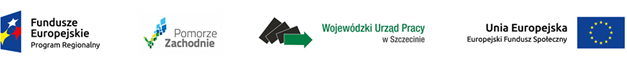 Fundusze
Europejskie
Program Regionalny
Pomorze
Zachodnie
Wojewódzki Urząd Pracy
w Szczecinie
Unia Europejska
Europejski Fundusz Społeczny